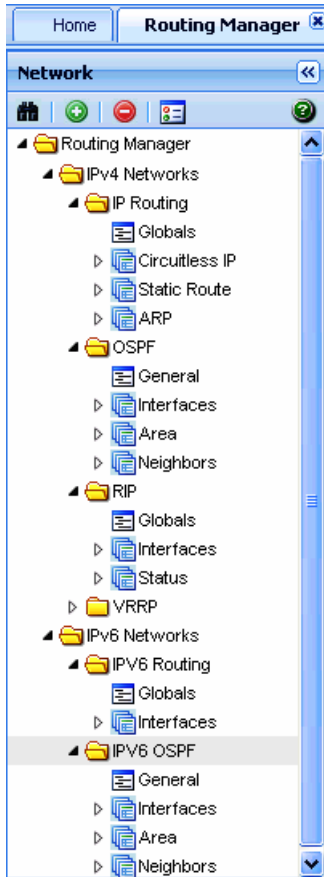 Home
Routing Manager
Network
Routing Manager
IPv4 Networks
IP Routing
Globals
Circuitless IP
Static Route
ARP
OSPF
General
Interfaces
Area
Neighbors
RIP
Globals
Interfaces
Status
VRRP
IPv6 Networks
IPV6 Routing
Globals
Interfaces
IPV6 OSPF
General
Interfaces
Area
Neighbors